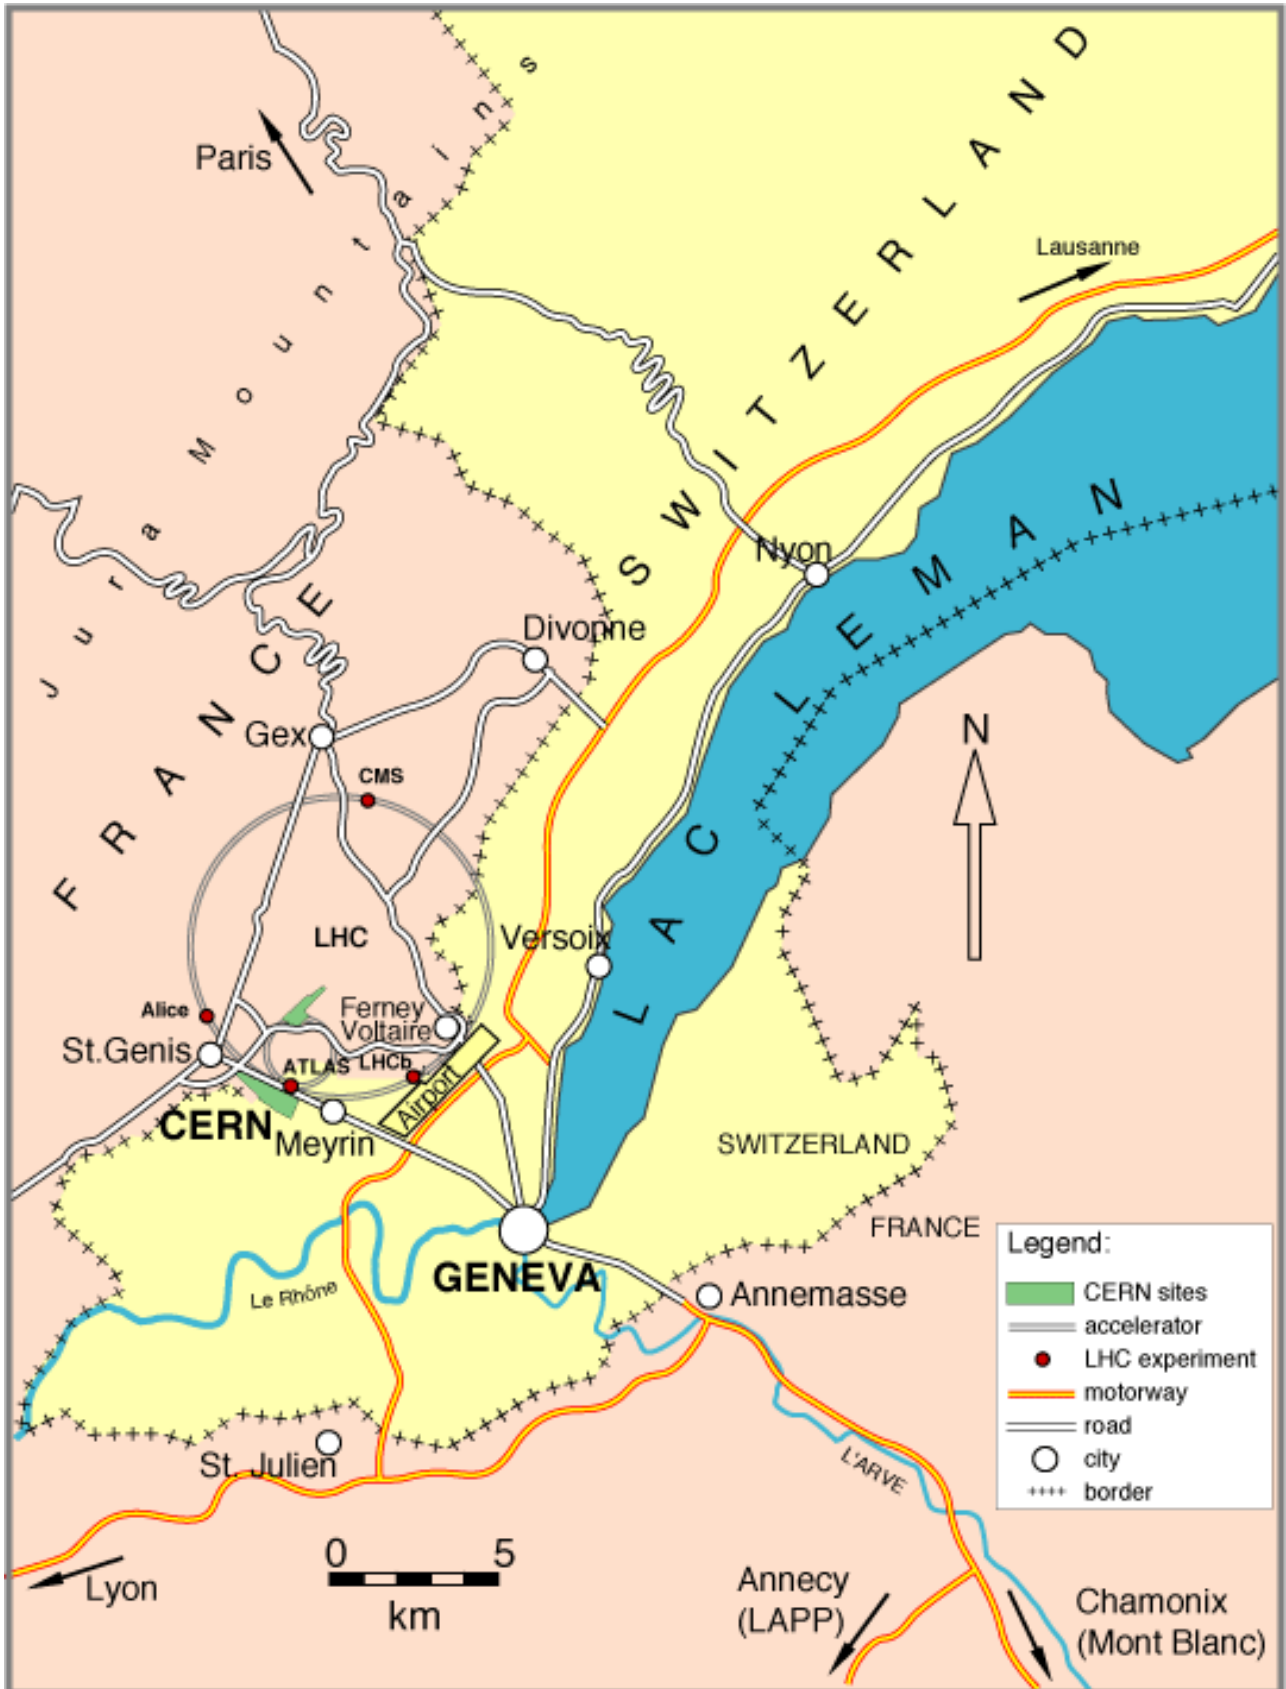 Paris
Jura Mountains
SWITZERLAND
Lausanne
FRANCE
Nyon
Divonne
LAC LEMAN
Gex
N
CMS
LHC
Versoix
Alice
Ferney
Voltaire
St.Genis
ATLAS
LHCb
Airport
CERN
Meyrin
SWITZERLAND
FRANCE
GENEVA
Le Rhône
Annemasse
Legend:
CERN sites
accelerator
LHC experiment
motorway
road
city
border
St. Julien
L'ARVE
0 5
km
Lyon
Annecy
(LAPP)
Chamonix
(Mont Blanc)